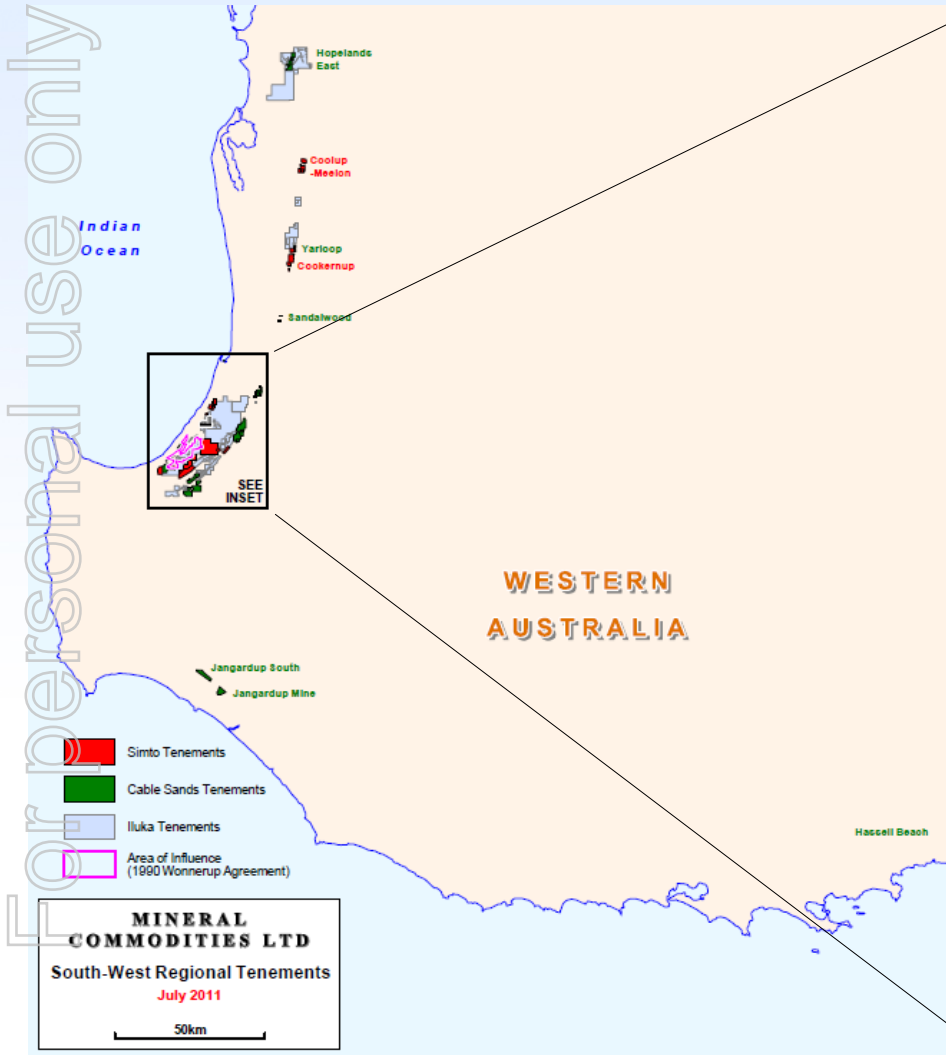 For personal use only
Hopelands
East
Coolup
-Meelon
Indian
Ocean
Yarloop
Cookernup
Sandalwood
SEE
INSET
WESTERN
AUSTRALIA
Jangardup South
Jangardup Mine
Simto Tenements
Cable Sands Tenements
Iluka Tenements
Area of Influence
(1990 Wonnerup Agreement)
Hassell Beach
MINERAL
COMMODITIES LTD
South-West Regional Tenements
July 2011
50km